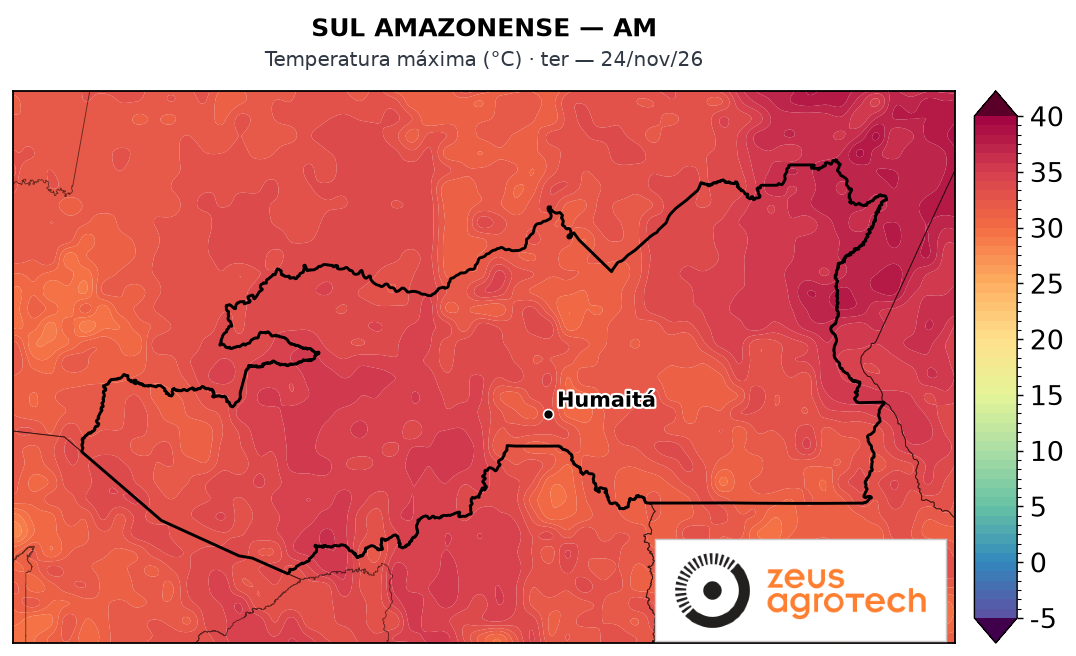 SUL AMAZONENSE — AM
Temperatura máxima (°C) · ter — 24/nov/26
40
35
30
25
20
15
10
5
0
-5
Humaitá
zeus
agrotech